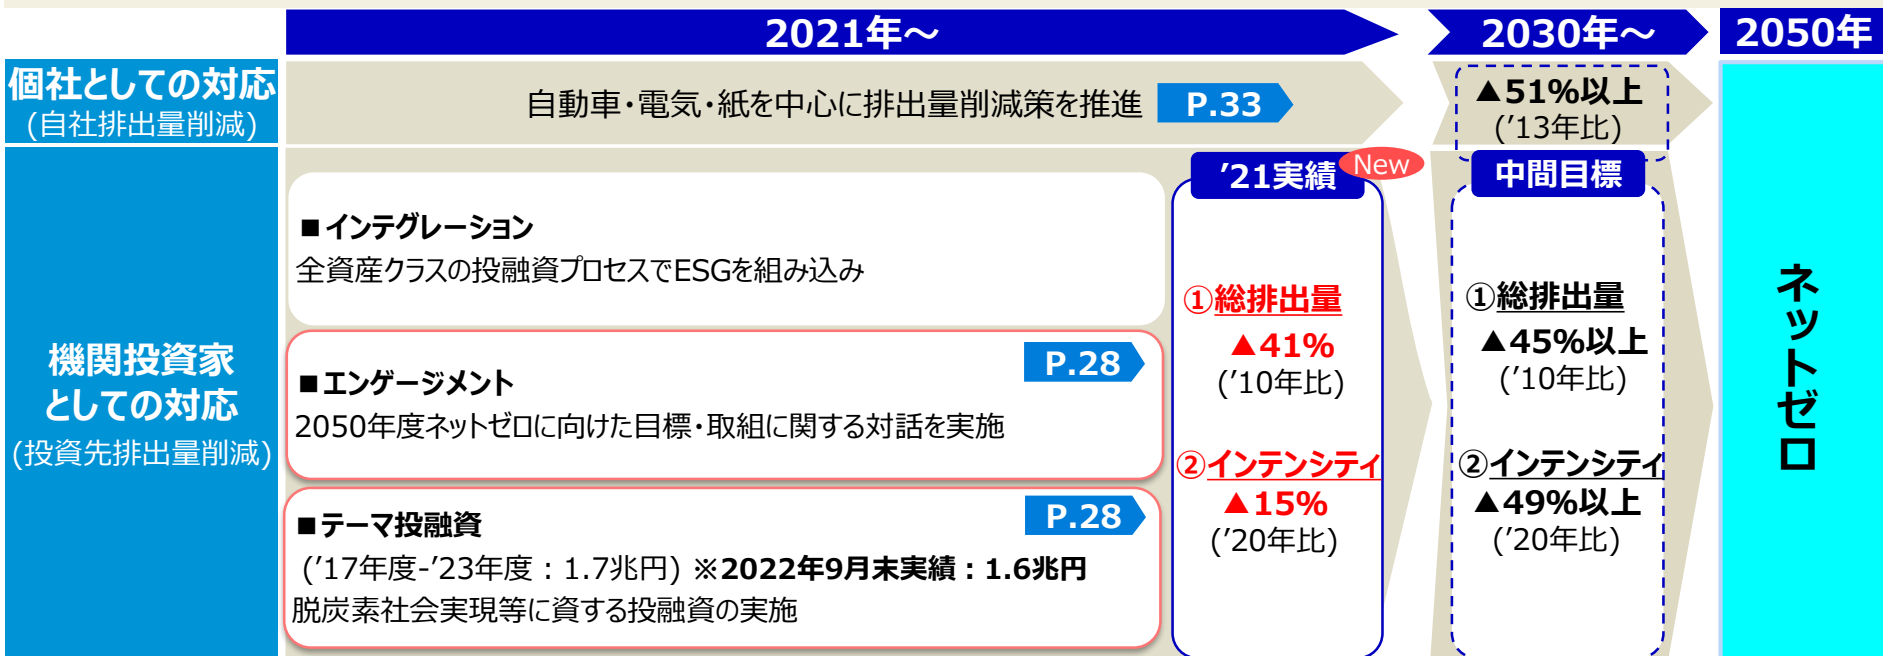 2021年～
2030年～
2050年
個社としての対応
(自社排出量削減)
自動車・電気・紙を中心に排出量削減策を推進
P.33
▲51%以上
(’13年比)
機関投資家
としての対応
(投資先排出量削減)
■インテグレーション
全資産クラスの投融資プロセスでESGを組み込み
■エンゲージメント
P.28
2050年度ネットゼロに向けた目標・取組に関する対話を実施
■テーマ投融資
P.28
(’17年度-’23年度：1.7兆円) ※2022年9月末実績：1.6兆円
脱炭素社会実現等に資する投融資の実施
’21実績
New
①総排出量
▲41%
(’10年比)
②インテンシティ
▲15%
(’20年比)
中間目標
①総排出量
▲45%以上
(’10年比)
②インテンシティ
▲49%以上
(’20年比)
ネットゼロ